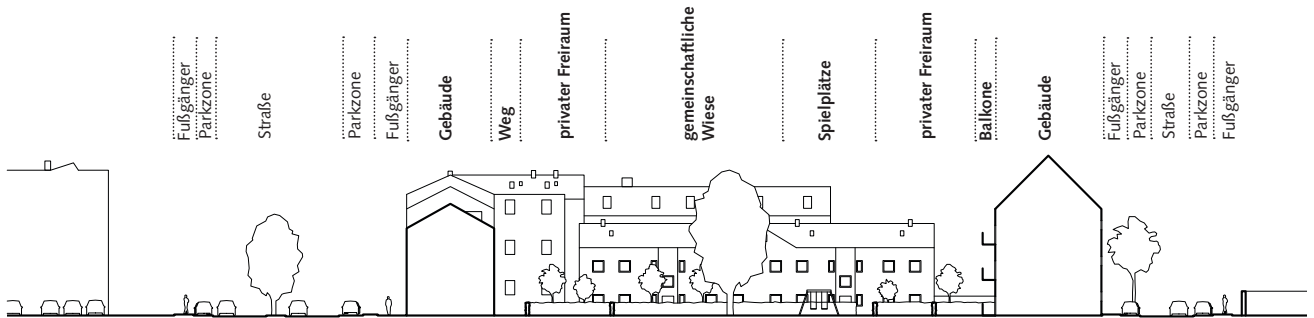 Fußgänger
Parkzone
Straße
Parkzone
Fußgänger
Gebäude
Weg
privater Freiraum
gemeinschaftliche
Wiese
Spielplätze
privater Freiraum
Balkone
Gebäude
Fußgänger
Parkzone
Straße
Parkzone
Fußgänger